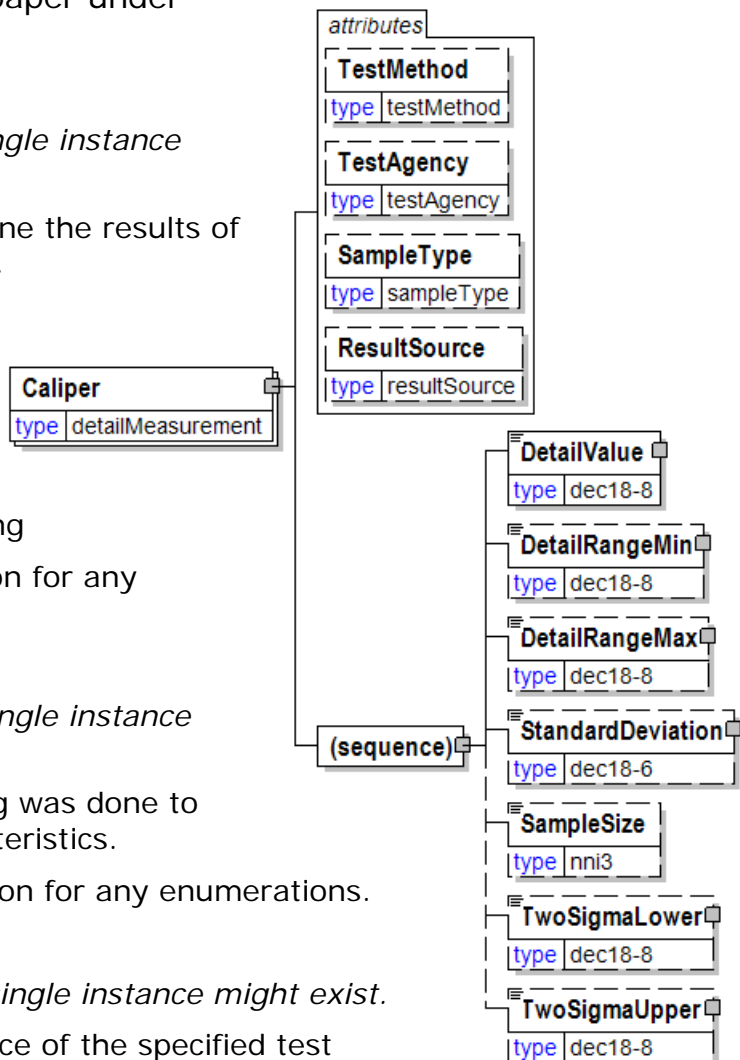 paper under
ngle instance
ne the results of
ng
on for any
ngle instance
g was done to
teristics.
on for any enumerations.
single instance might exist.
ce of the specified test
attributes
TestMethod
type testMethod
TestAgency
type testAgency
SampleType
type sampleType
ResultSource
type resultSource
Caliper
type detailMeasurement
(sequence)
DetailValue
type dec18-8
DetailRangeMin
type dec18-8
DetailRangeMax
type dec18-8
StandardDeviation
type dec18-6
SampleSize
type nni3
TwoSigmaLower
type dec18-8
TwoSigmaUpper
type dec18-8